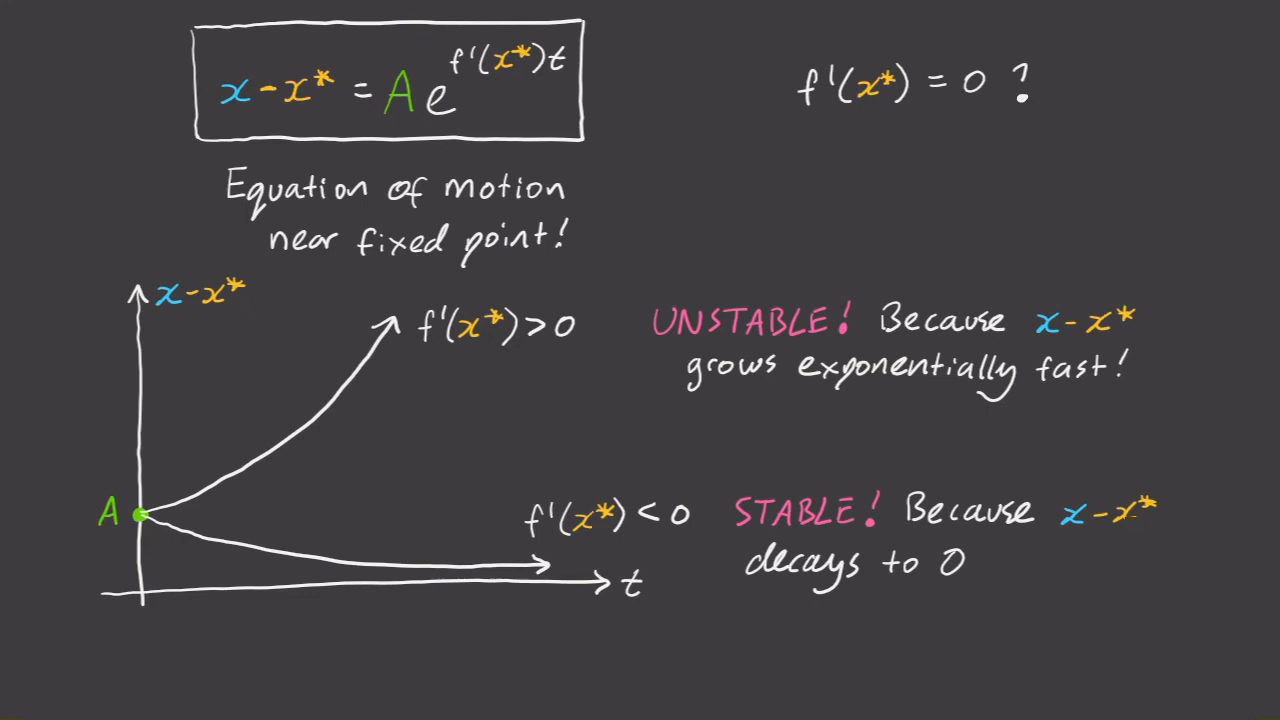 x - x* = A e^{f'(x*)t}
f'(x*) = 0 ?
Equation of motion
near fixed point!
x-x*
f'(x*) > 0
UNSTABLE! Because x - x*
grows exponentially fast!
A
f'(x*) < 0
STABLE! Because x - x*
decays to 0
t